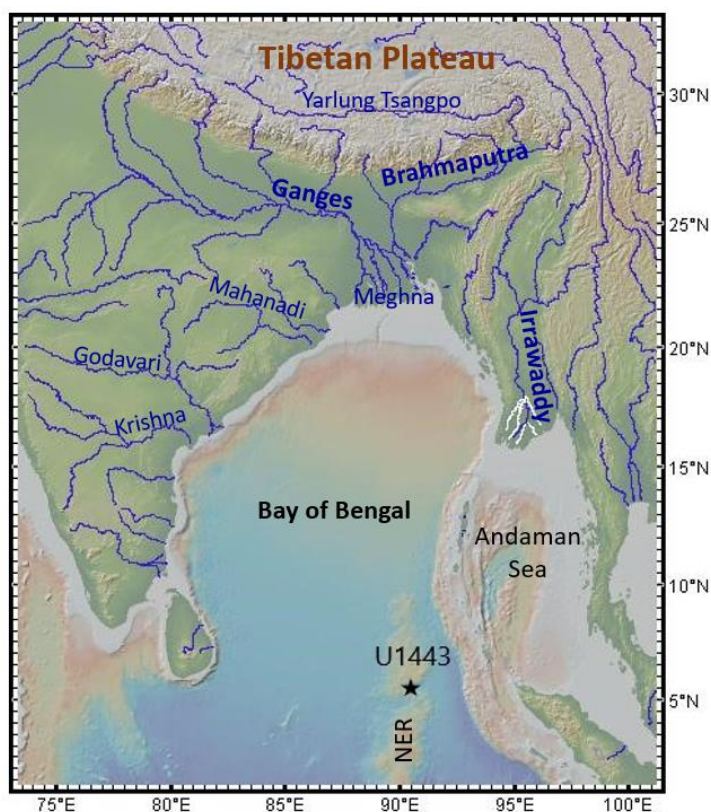 Tibetan Plateau
Yarlung Tsangpo
30°N
Brahmaputra
Ganges
25°N
Mahanadi
Meghna
Irrawaddy
20°N
Godavari
Krishna
15°N
Bay of Bengal
Andaman
Sea
10°N
U1443
5°N
NER
75°E
80°E
85°E
90°E
95°E
100°E